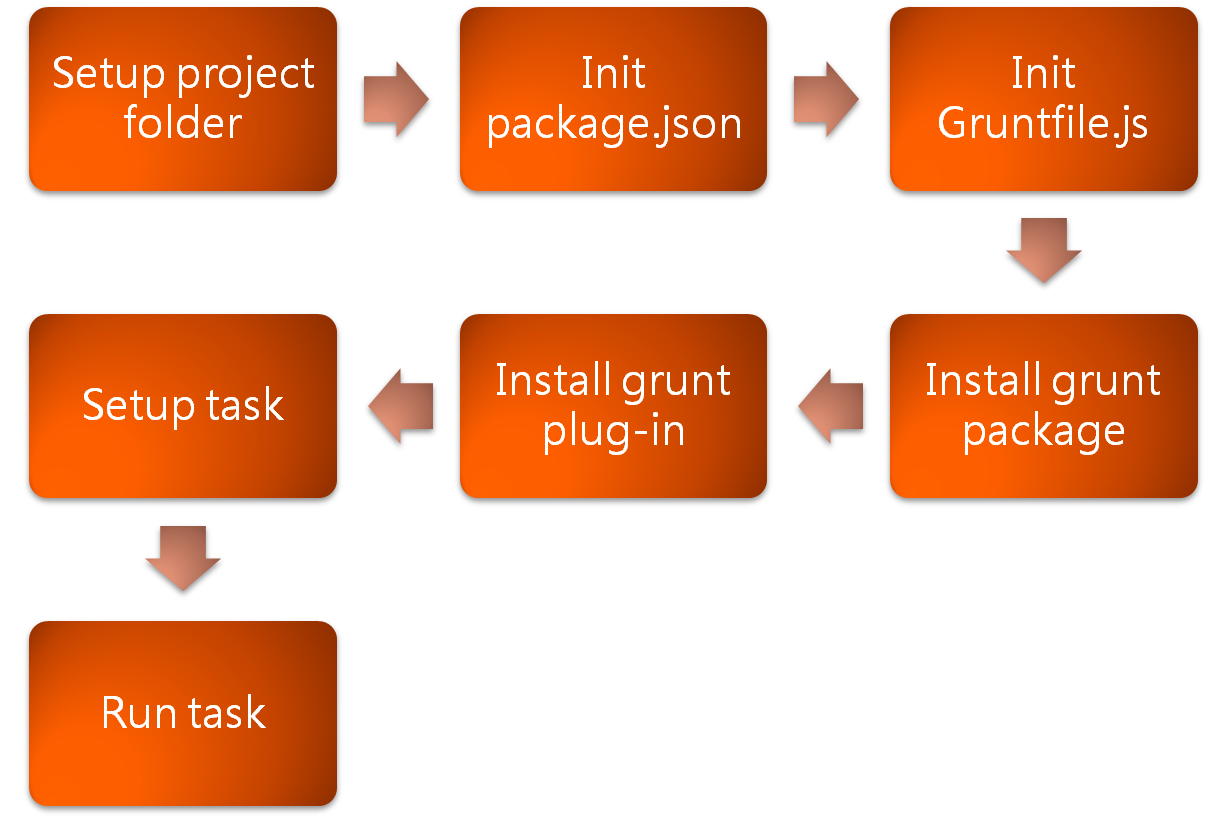 Setup project
folder
Init
package.json
Init
Gruntfile.js
Install grunt
package
Install grunt
plug-in
Setup task
Run task